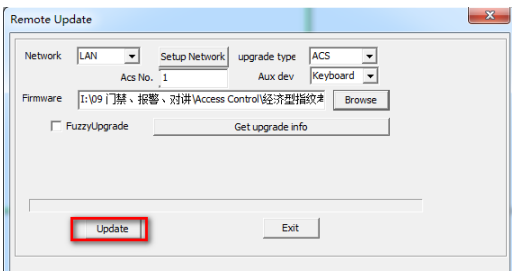 Remote Update
Network LAN Setup Network upgrade type ACS
Acs No. 1 Aux dev Keyboard
Firmware I:\09 门禁、报警、对讲\Access Control\经济型指纹考 Browse
FuzzyUpgrade Get upgrade info
Update Exit